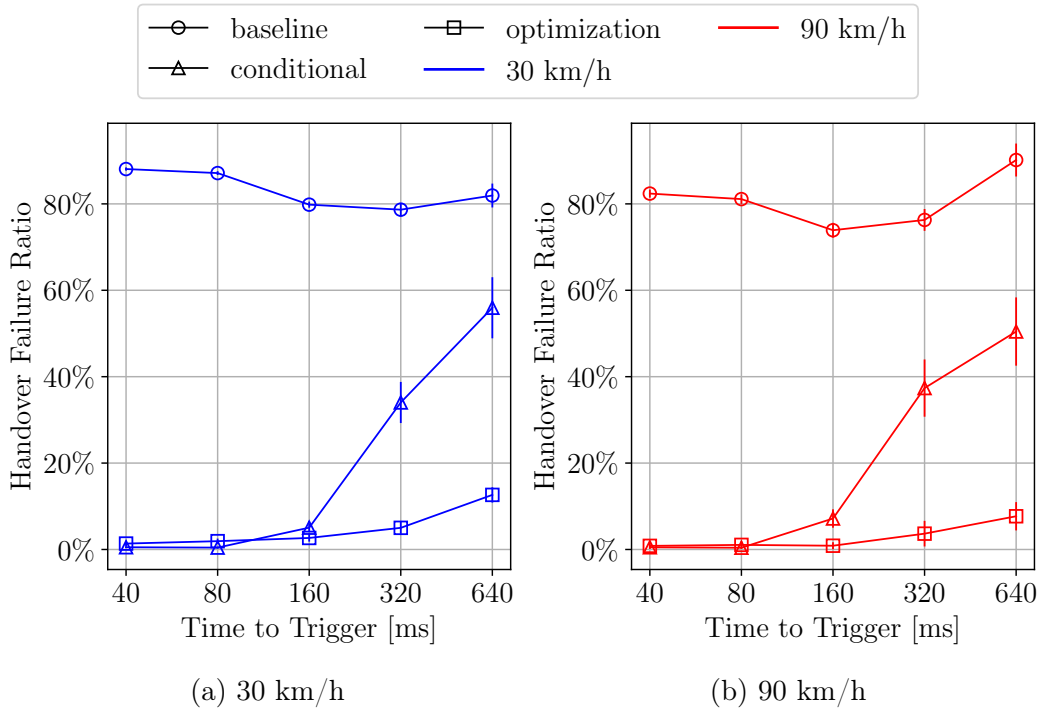 baseline
conditional
optimization
30 km/h
90 km/h
Handover Failure Ratio
80%
60%
40%
20%
0%
40 80 160 320 640
Time to Trigger [ms]
(a) 30 km/h
Handover Failure Ratio
80%
60%
40%
20%
0%
40 80 160 320 640
Time to Trigger [ms]
(b) 90 km/h